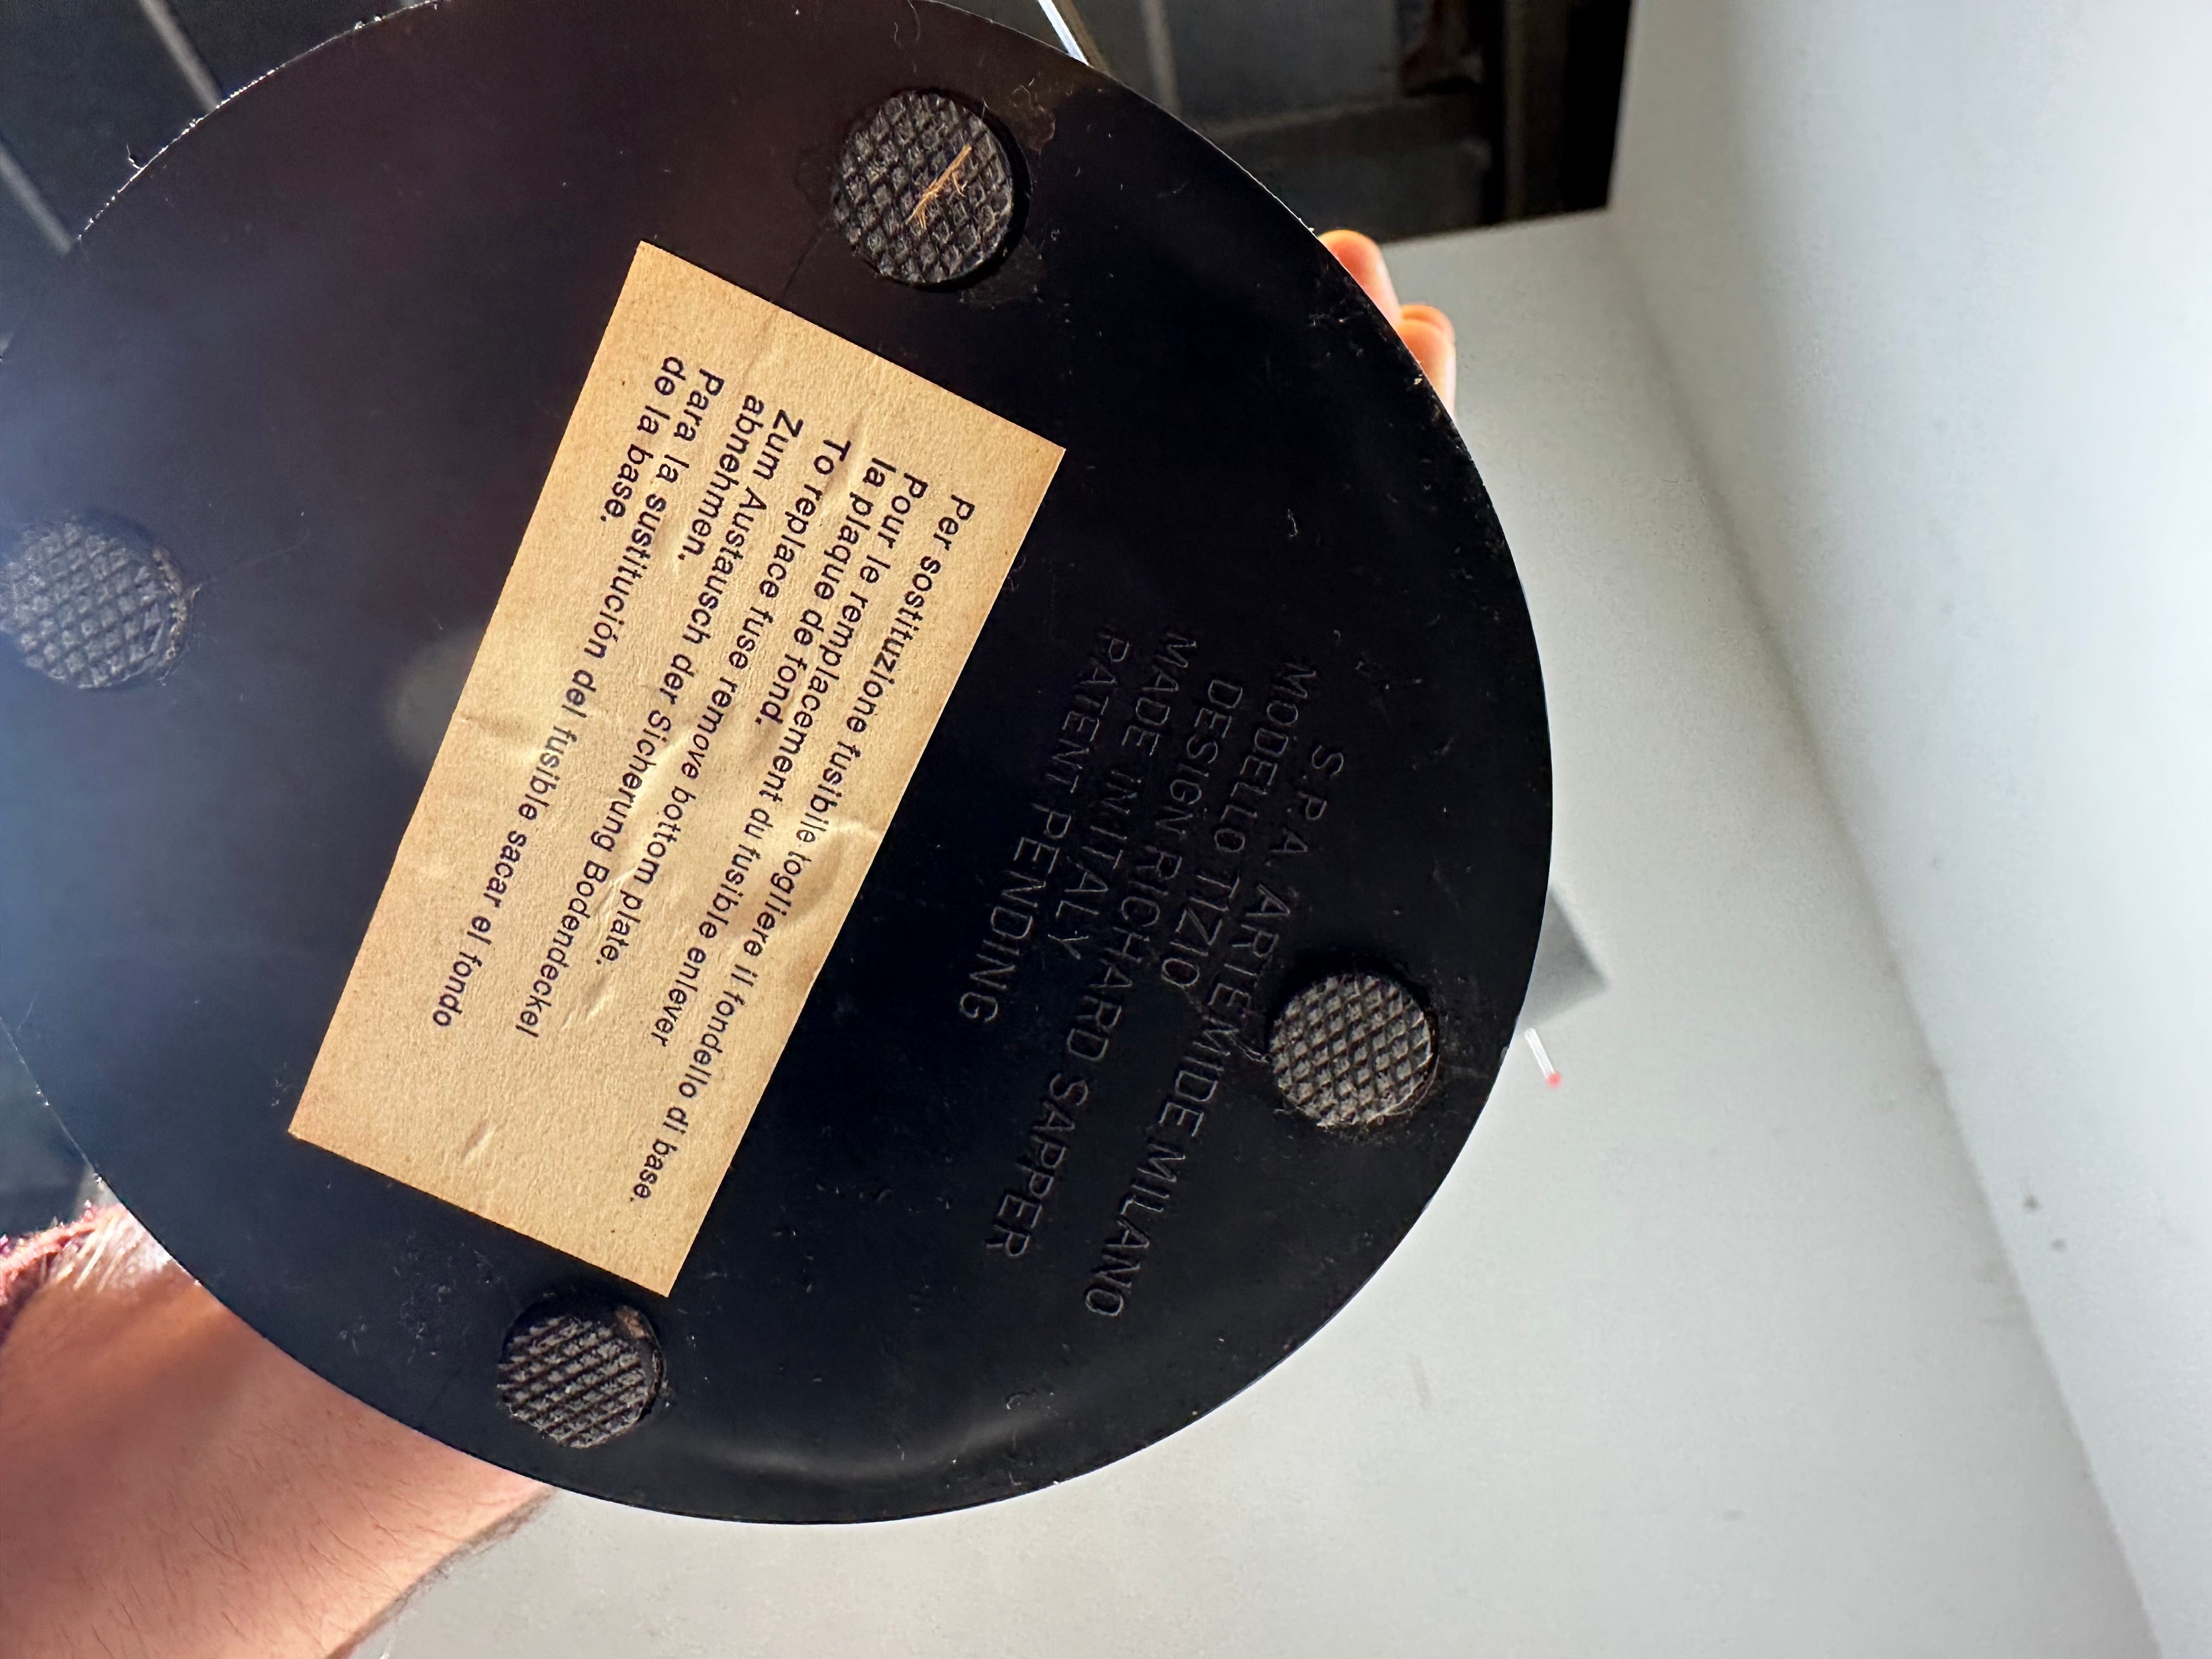 S.P.A. ARTEMIDE MILANO
MODELLO TIZIO
DESIGN RICHARD SAPPER
MADE IN ITALY
PATENT PENDING
Per sostituzione fusibile togliere il fondello di base.
Pour le remplacement du fusible enlever
la plaque de fond.
To replace fuse remove bottom plate.
Zum Austausch der Sicherung Bodendeckel
abnehmen.
Para la sustitución del fusible sacar el fondo
de la base.